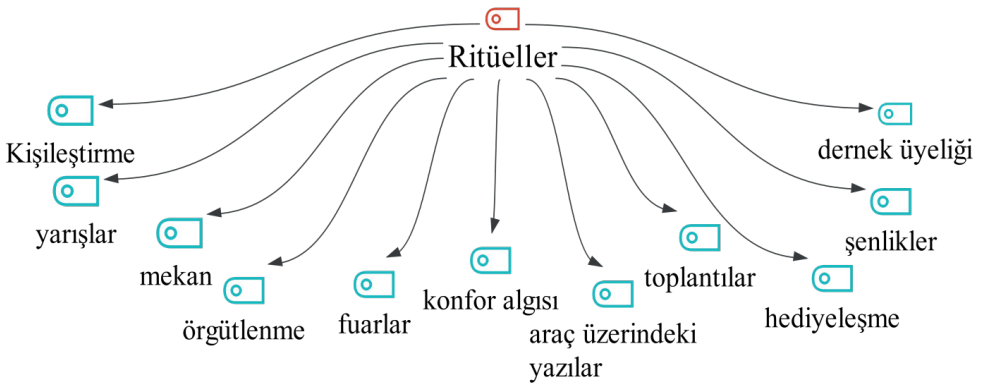 Ritüeller
Kişileştirme
dernek üyeliği
yarışlar
şenlikler
mekan
toplantılar
örgütlenme
fuarlar
konfor algısı
hediyeleşme
araç üzerindeki
yazılar